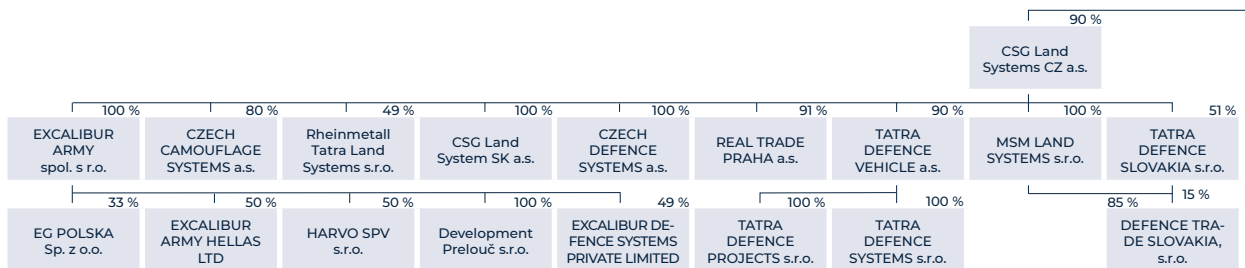 90 %
CSG Land
Systems CZ a.s.
100 %
80 %
49 %
100 %
100 %
91 %
90 %
100 %
51 %
EXCALIBUR
ARMY
spol. s r.o.
CZECH
CAMOUFLAGE
SYSTEMS a.s.
Rheinmetall
Tatra Land
Systems s.r.o.
CSG Land
System SK a.s.
CZECH
DEFENCE
SYSTEMS a.s.
REAL TRADE
PRAHA a.s.
TATRA
DEFENCE
VEHICLE a.s.
MSM LAND
SYSTEMS s.r.o.
TATRA
DEFENCE
SLOVAKIA s.r.o.
33 %
50 %
50 %
100 %
49 %
100 %
100 %
85 %
15 %
EG POLSKA
Sp. z o.o.
EXCALIBUR
ARMY HELLAS
LTD
HARVO SPV
s.r.o.
Development
Prelouč s.r.o.
EXCALIBUR DE-
FENCE SYSTEMS
PRIVATE LIMITED
TATRA
DEFENCE
PROJECTS s.r.o.
TATRA
DEFENCE
SYSTEMS s.r.o.
DEFENCE TRA-
DE SLOVAKIA,
s.r.o.